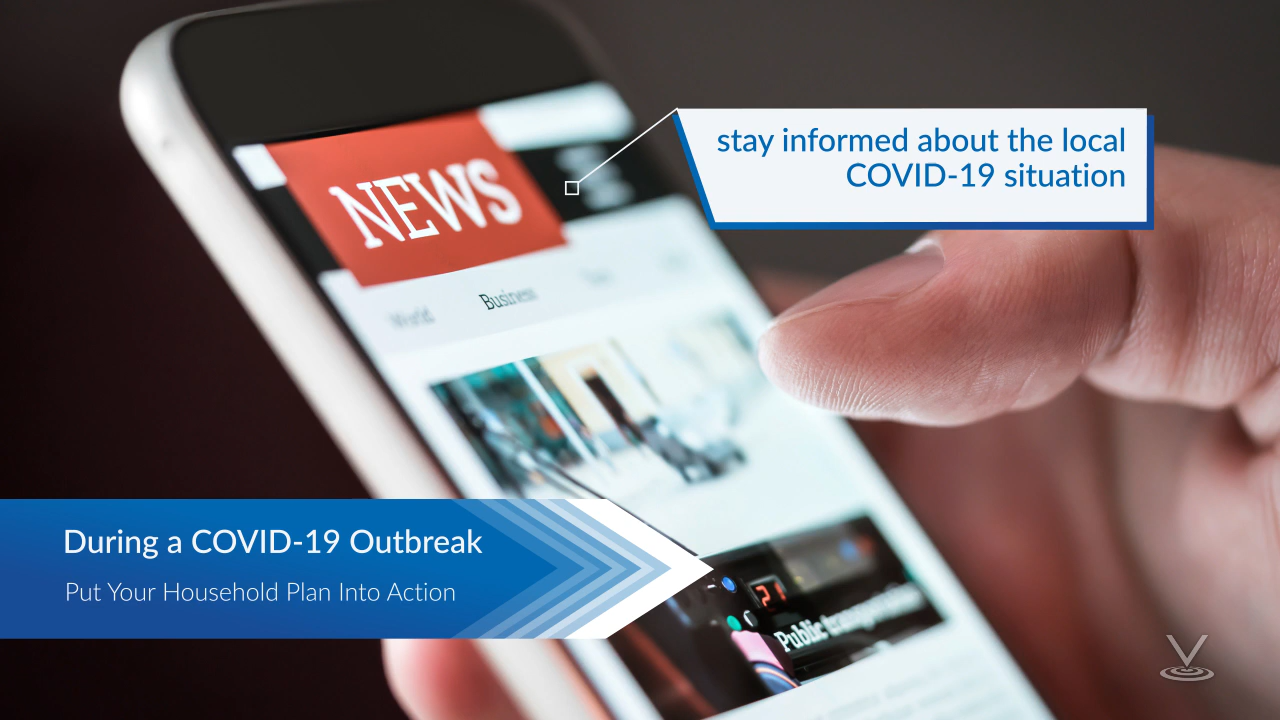 stay informed about the local
COVID-19 situation
NEWS
World
Business
During a COVID-19 Outbreak
Put Your Household Plan Into Action
21
Public